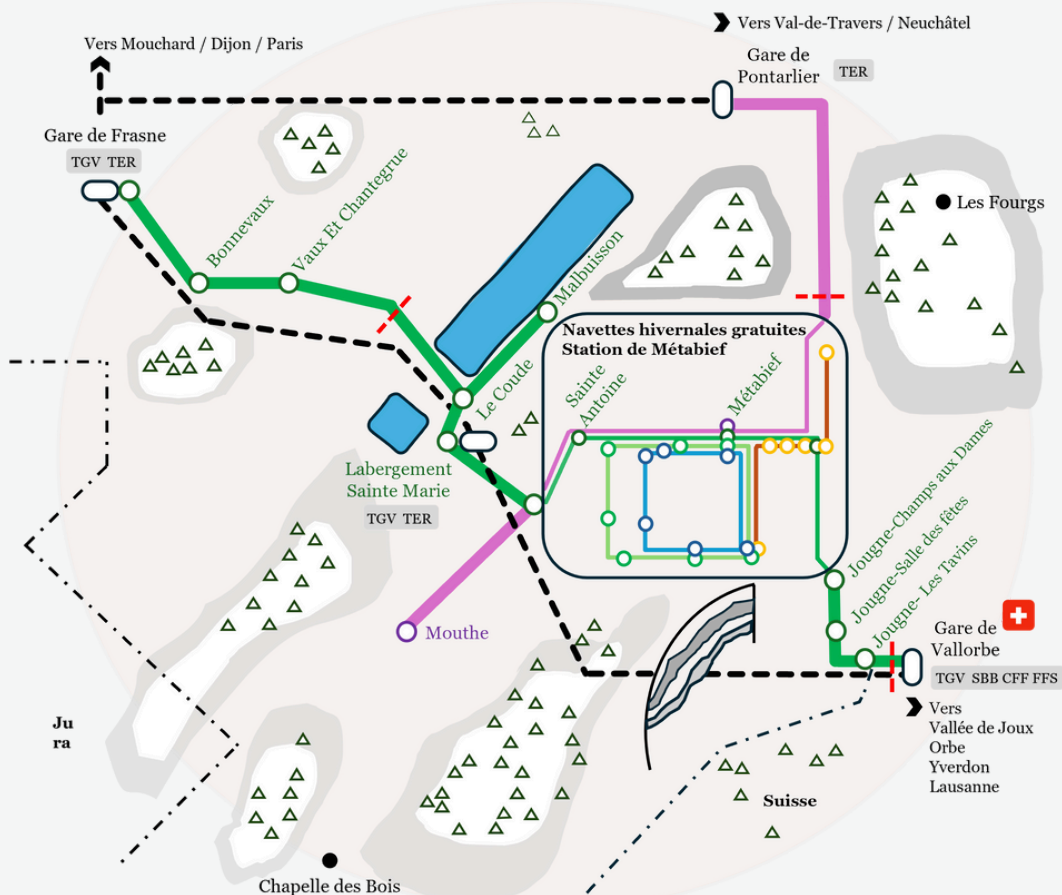 Vers Val-de-Travers / Neuchâtel
Vers Mouchard / Dijon / Paris
Gare de
Pontarlier
TER
Gare de Frasne
TGV TER
Bonnevaux
Vaux Et Chantegrue
Malbuisson
Le Coude
Les Fourgs
Navettes hivernales gratuites
Station de Métabief
Sainte
Antoine
Métabief
Labergement
Sainte Marie
TGV TER
Mouthe
Jougne-Champs aux Dames
Jougne-Salle des fêtes
Jougne- Les Tavins
Gare de
Vallorbe
TGV SBB CFF FFS
Vers
Vallée de Joux
Orbe
Yverdon
Lausanne
Ju
ra
Suisse
Chapelle des Bois